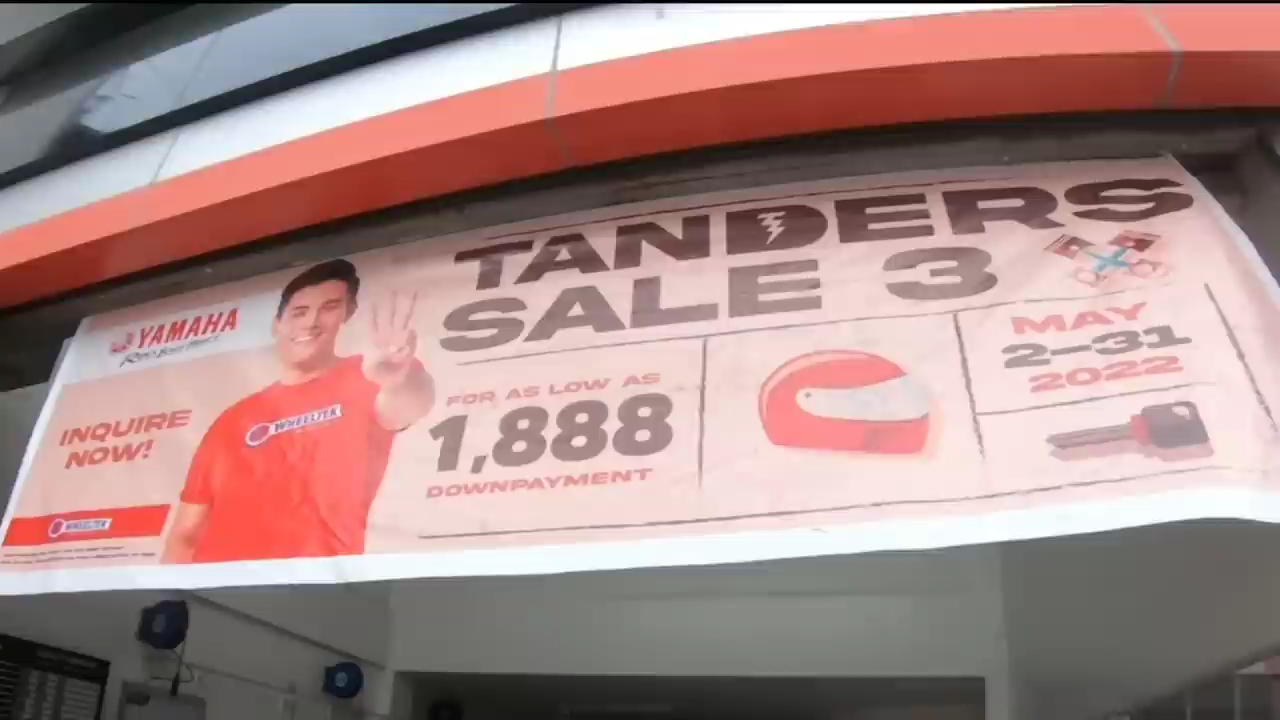 YAMAHA
Revs Your Heart
INQUIRE
NOW!
WHEELTEK
WHEELTEK
TANDERS
SALE 3
FOR AS LOW AS
1,888
DOWNPAYMENT
MAY
2-31
2022